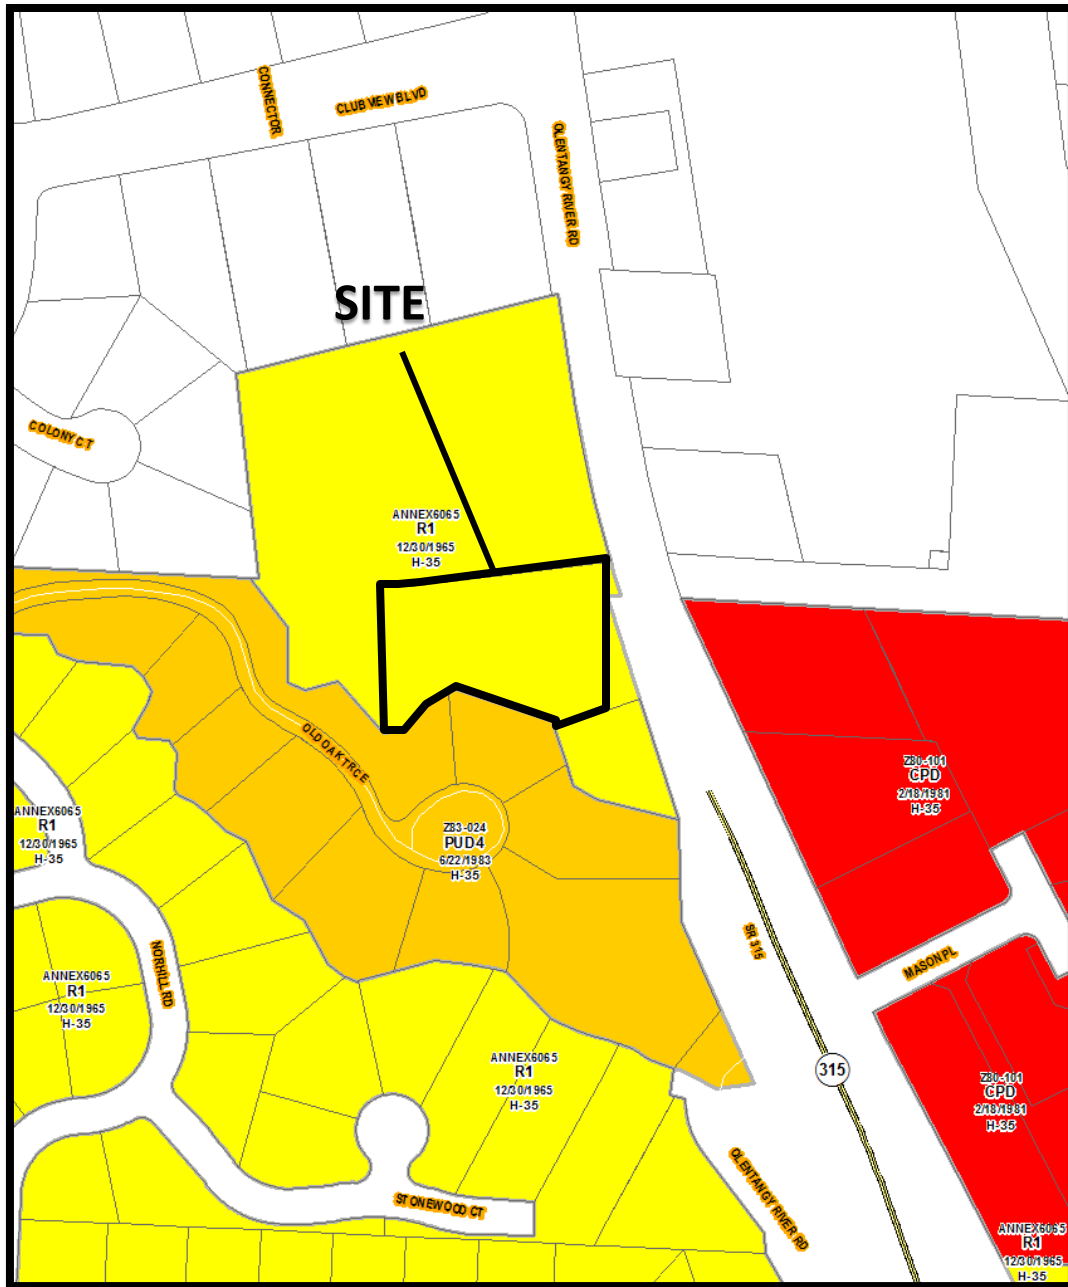 CONNECTOR
CLUBVIEW BLVD
OLENTANGY RIVER RD
SITE
COLONY CT
ANNEX6065
R1
12/30/1965
H-35
OLD OAK TRCE
Z80-101
CPD
2/18/1981
H-35
ANNEX6065
R1
12/30/1965
H-35
Z83-024
PUD4
6/22/1983
H-35
NORHILL RD
SR 315
MASON PL
ANNEX6065
R1
12/30/1965
H-35
ANNEX6065
R1
12/30/1965
H-35
315
Z80-101
CPD
2/18/1981
H-35
STONEWOOD CT
OLENTANGY RIVER RD
ANNEX6065
R1
12/30/1965
H-35